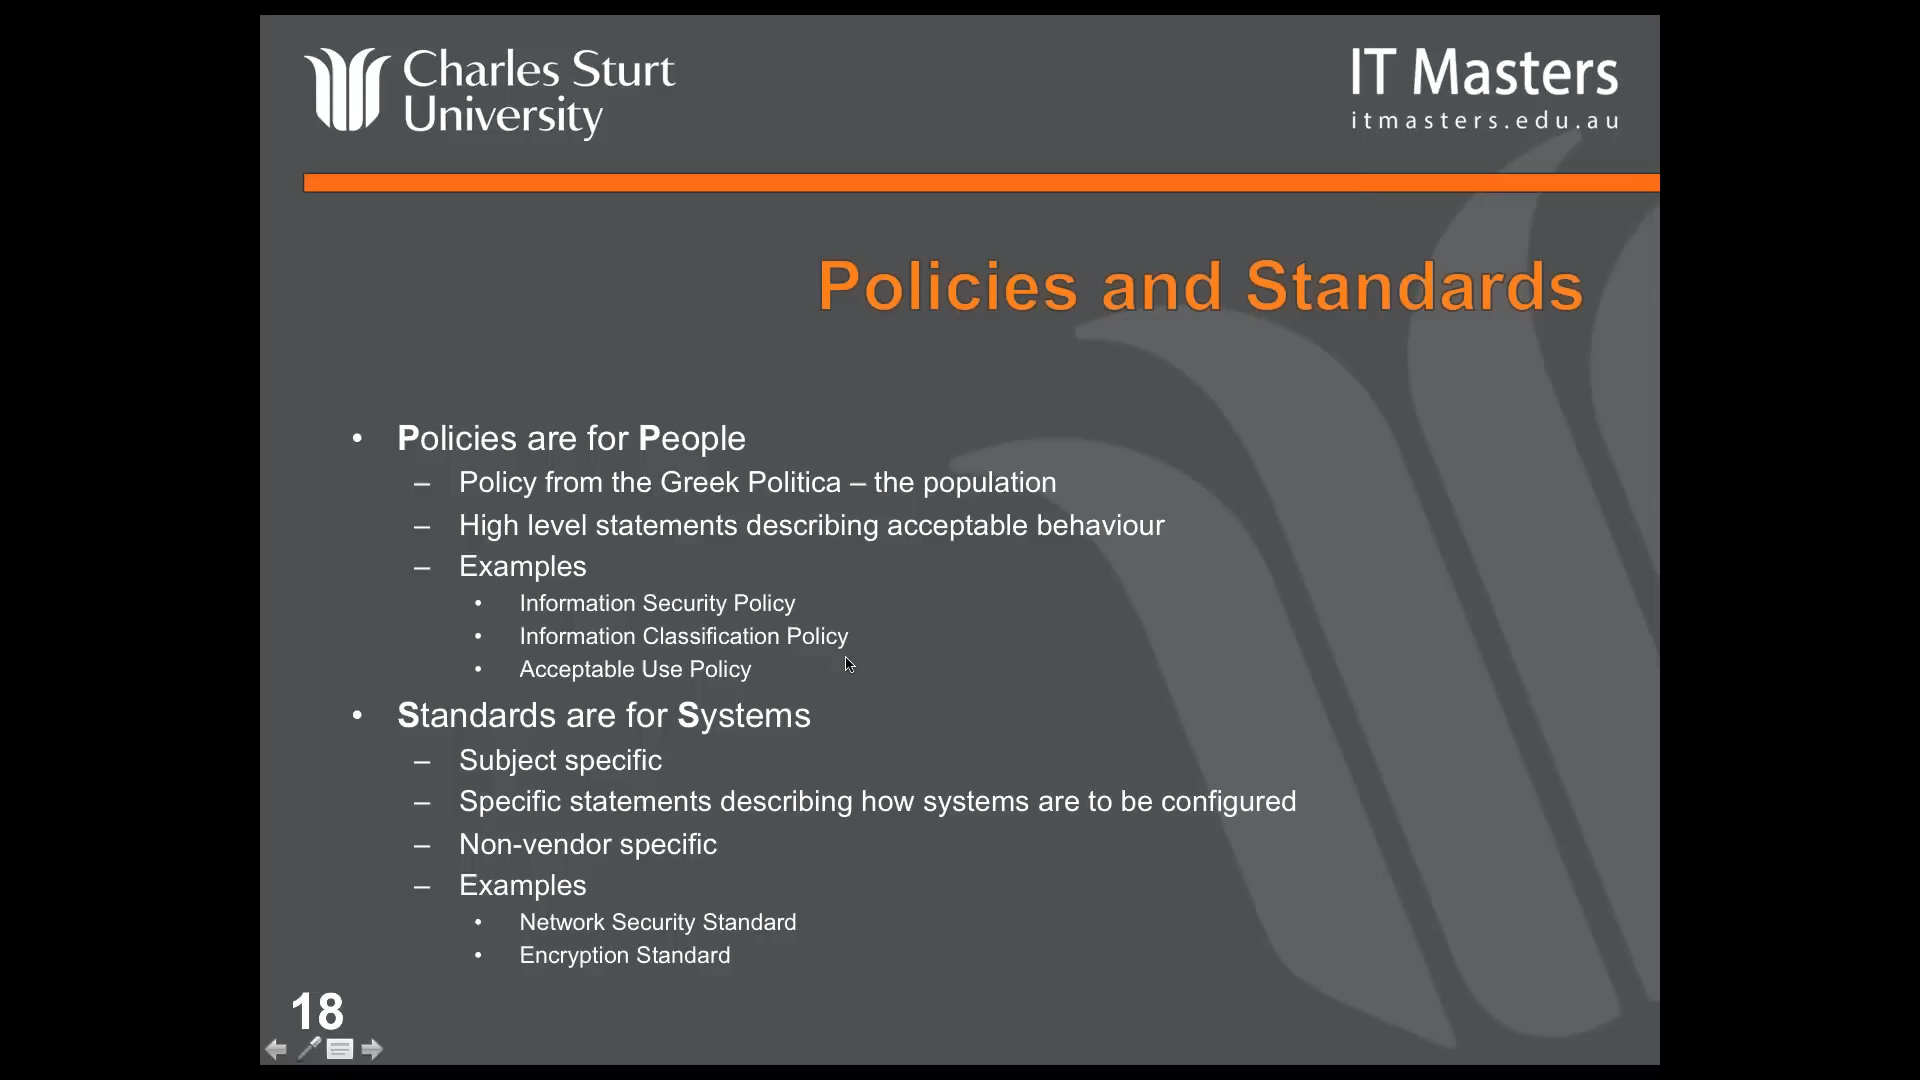 Charles Sturt
University
IT Masters
itmasters.edu.au
Policies and Standards
• Policies are for People
– Policy from the Greek Politica – the population
– High level statements describing acceptable behaviour
– Examples
• Information Security Policy
• Information Classification Policy
• Acceptable Use Policy
• Standards are for Systems
– Subject specific
– Specific statements describing how systems are to be configured
– Non-vendor specific
– Examples
• Network Security Standard
• Encryption Standard
18